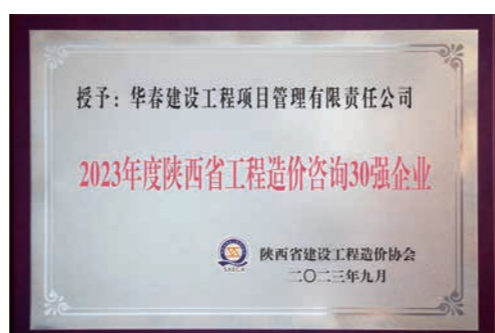 授予：华春建设工程项目管理有限责任公司
2023年度陕西省工程造价咨询30强企业
陕西省建设工程造价协会
二〇二三年九月